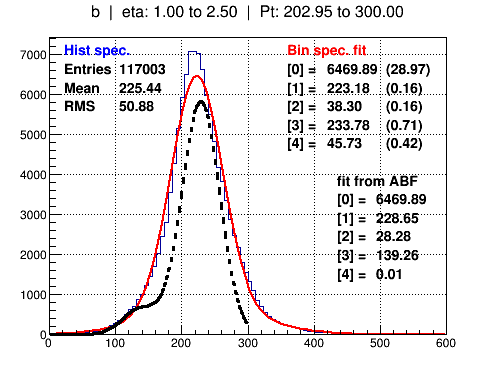 b | eta: 1.00 to 2.50 | Pt: 202.95 to 300.00
Hist spec.
Entries 117003
Mean 225.44
RMS 50.88
Bin spec. fit
[0] = 6469.89 (28.97)
[1] = 223.18 (0.16)
[2] = 38.30 (0.16)
[3] = 233.78 (0.71)
[4] = 45.73 (0.42)
fit from ABF
[0] = 6469.89
[1] = 228.65
[2] = 28.28
[3] = 139.26
[4] = 0.01
7000
6000
5000
4000
3000
2000
1000
0
0 100 200 300 400 500 600